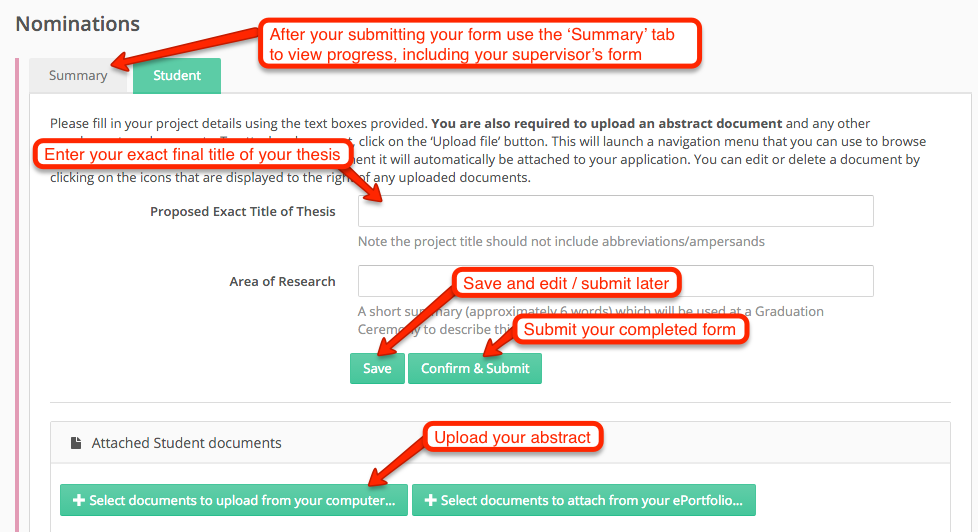 Nominations
After your submitting your form use the ‘Summary’ tab
to view progress, including your supervisor’s form
Summary
Student
Please fill in your project details using the text boxes provided. You are also required to upload an abstract document and any other
, click on the ‘Upload file’ button. This will launch a navigation menu that you can use to browse
Enter your exact final title of your thesis
it will automatically be attached to your application. You can edit or delete a document by
clicking on the icons that are displayed to the right of any uploaded documents.
Proposed Exact Title of Thesis
Note the project title should not include abbreviations/ampersands
Area of Research
Save and edit / submit later
A short summary (approximately 6 words) which will be used at a Graduation
Ceremony to describe
Submit your completed form
Save
Confirm & Submit
Attached Student documents
Upload your abstract
+ Select documents to upload from your computer...
+ Select documents to attach from your ePortfolio...